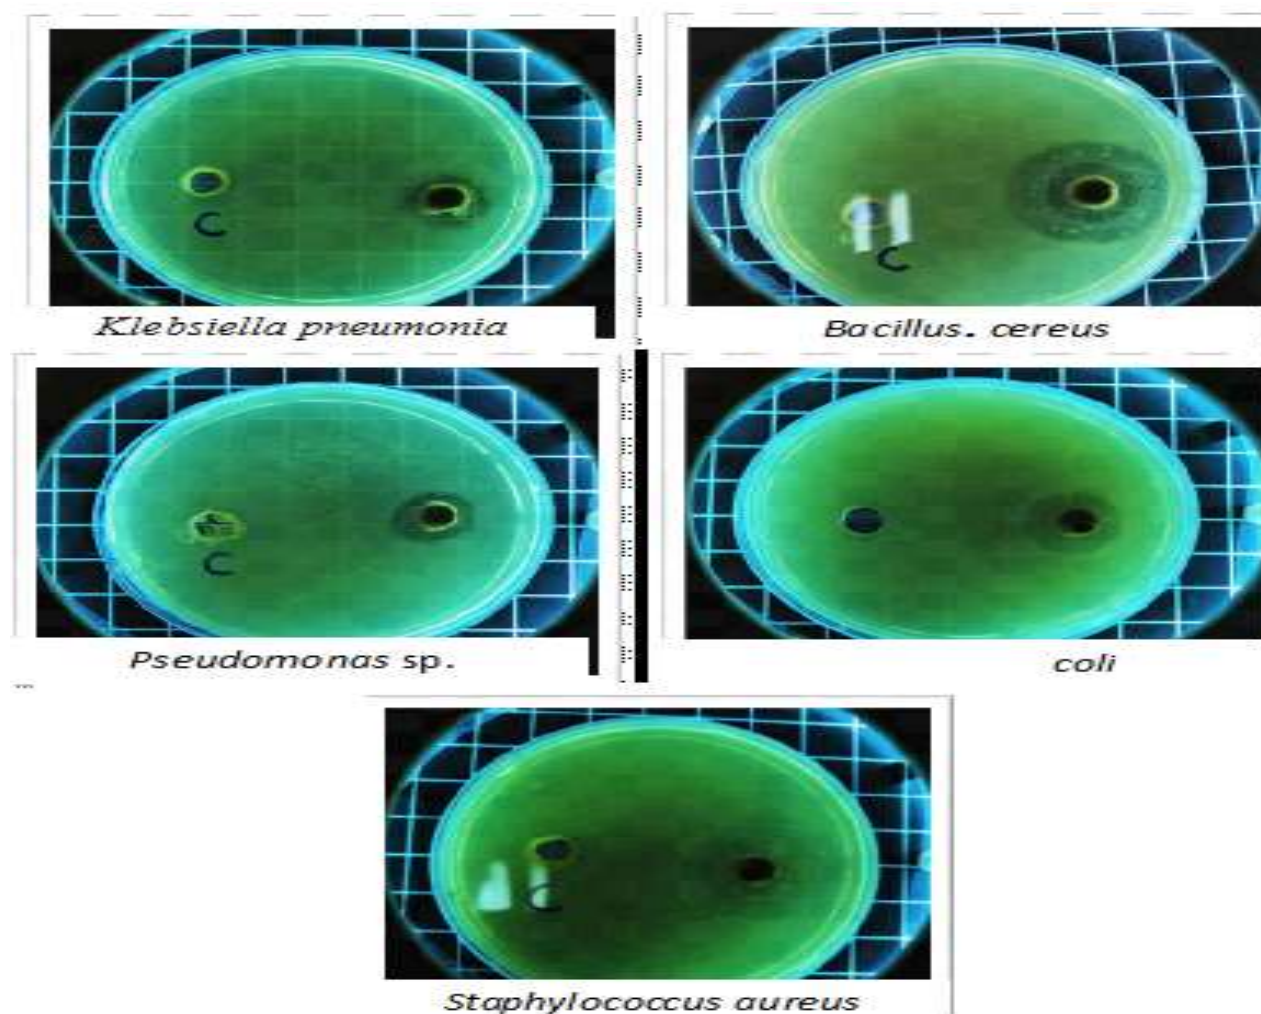 C
C
Klebsiella pneumonia
Bacillus. cereus
C
Pseudomonas sp.
coli
C
Staphylococcus aureus